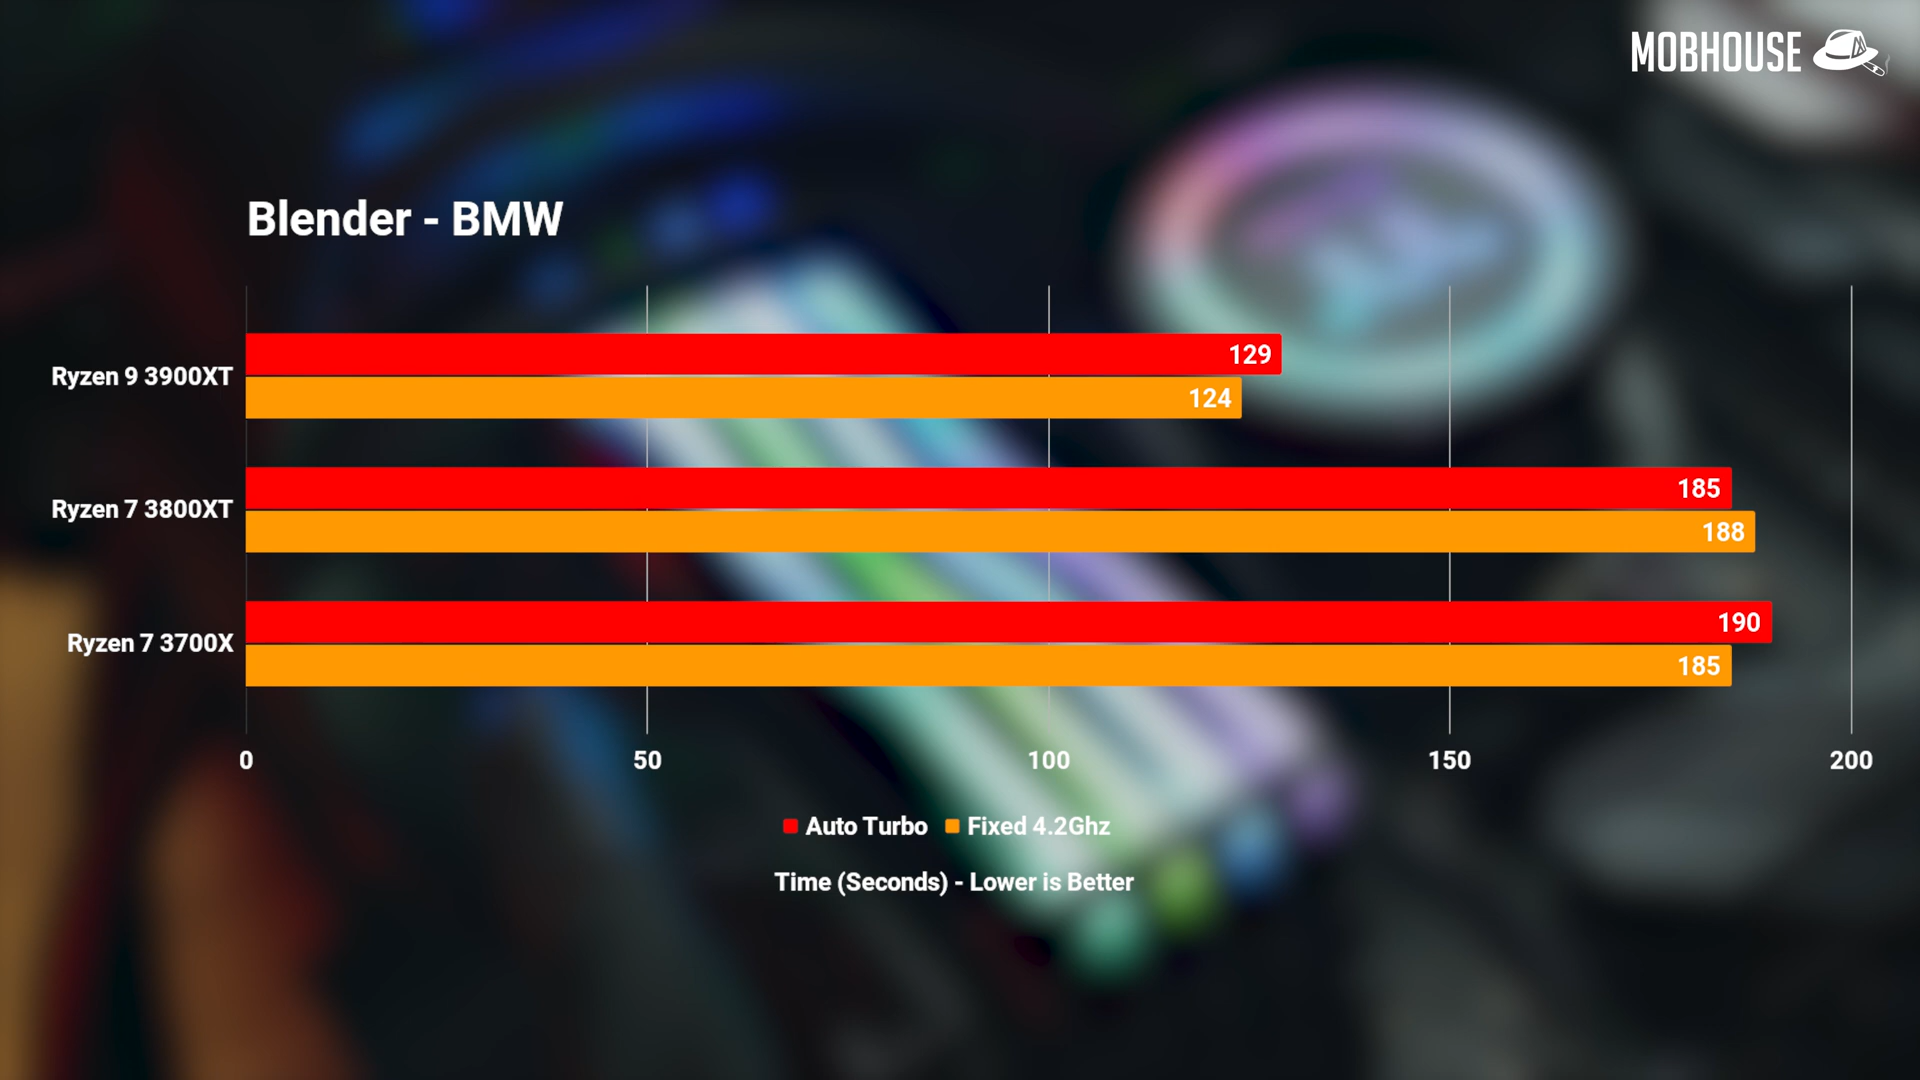 MOBHOUSE
Blender - BMW
Ryzen 9 3900XT
129
124
Ryzen 7 3800XT
185
188
Ryzen 7 3700X
190
185
0 50 100 150 200
Auto Turbo Fixed 4.2Ghz
Time (Seconds) - Lower is Better